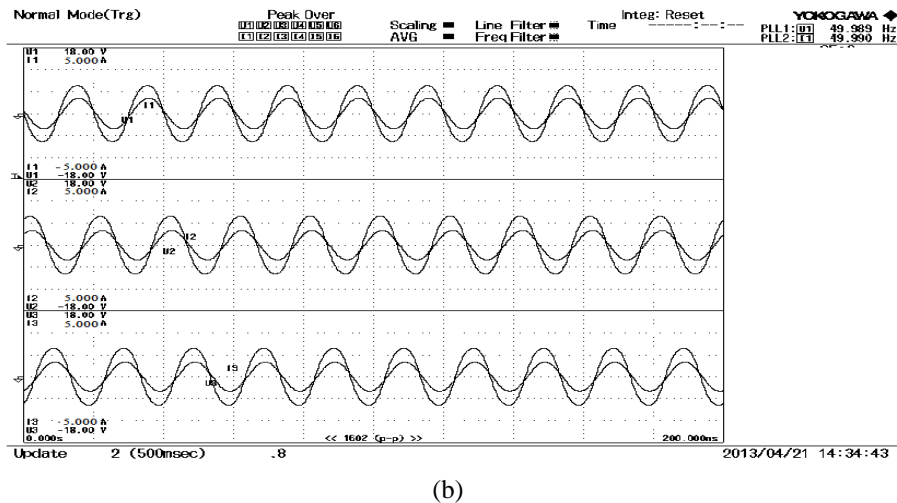 Normal Mode(Trg)
Peak Over
U1 U2 U3 U4 U5 U6
I1 I2 I3 I4 I5 I6
Scaling
AVG
Line Filter
Freq Filter
Integ: Reset
Time -----:--:--
YOKOGAWA
PLL1: U1 49.989 Hz
PLL2: I1 49.990 Hz
U1 18.00 V
I1 5.000 A
I1
U1
I1 -5.000 A
U1 -18.00 V
U2 18.00 V
I2 5.000 A
I2
U2
I2 5.000 A
U2 -18.00 V
U3 18.00 V
I3 5.000 A
I3
U3
I3 -5.000 A
U3 -18.00 V
0.000s << 1602 (p-p) >> 200.000ms
Update 2 (500msec) .8 2013/04/21 14:34:43
(b)